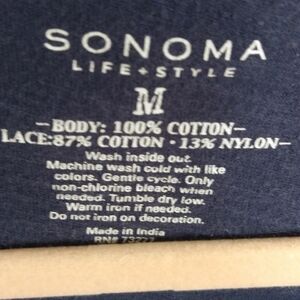 SONOMA
LIFE + STYLE
M
—BODY: 100% COTTON—
LACE:87% COTTON • 13% NYLON—
Wash inside out.
Machine wash cold with like
colors. Gentle cycle. Only
non-chlorine bleach when
needed. Tumble dry low.
Warm iron if needed.
Do not iron on decoration.
Made in India
RN# 73277